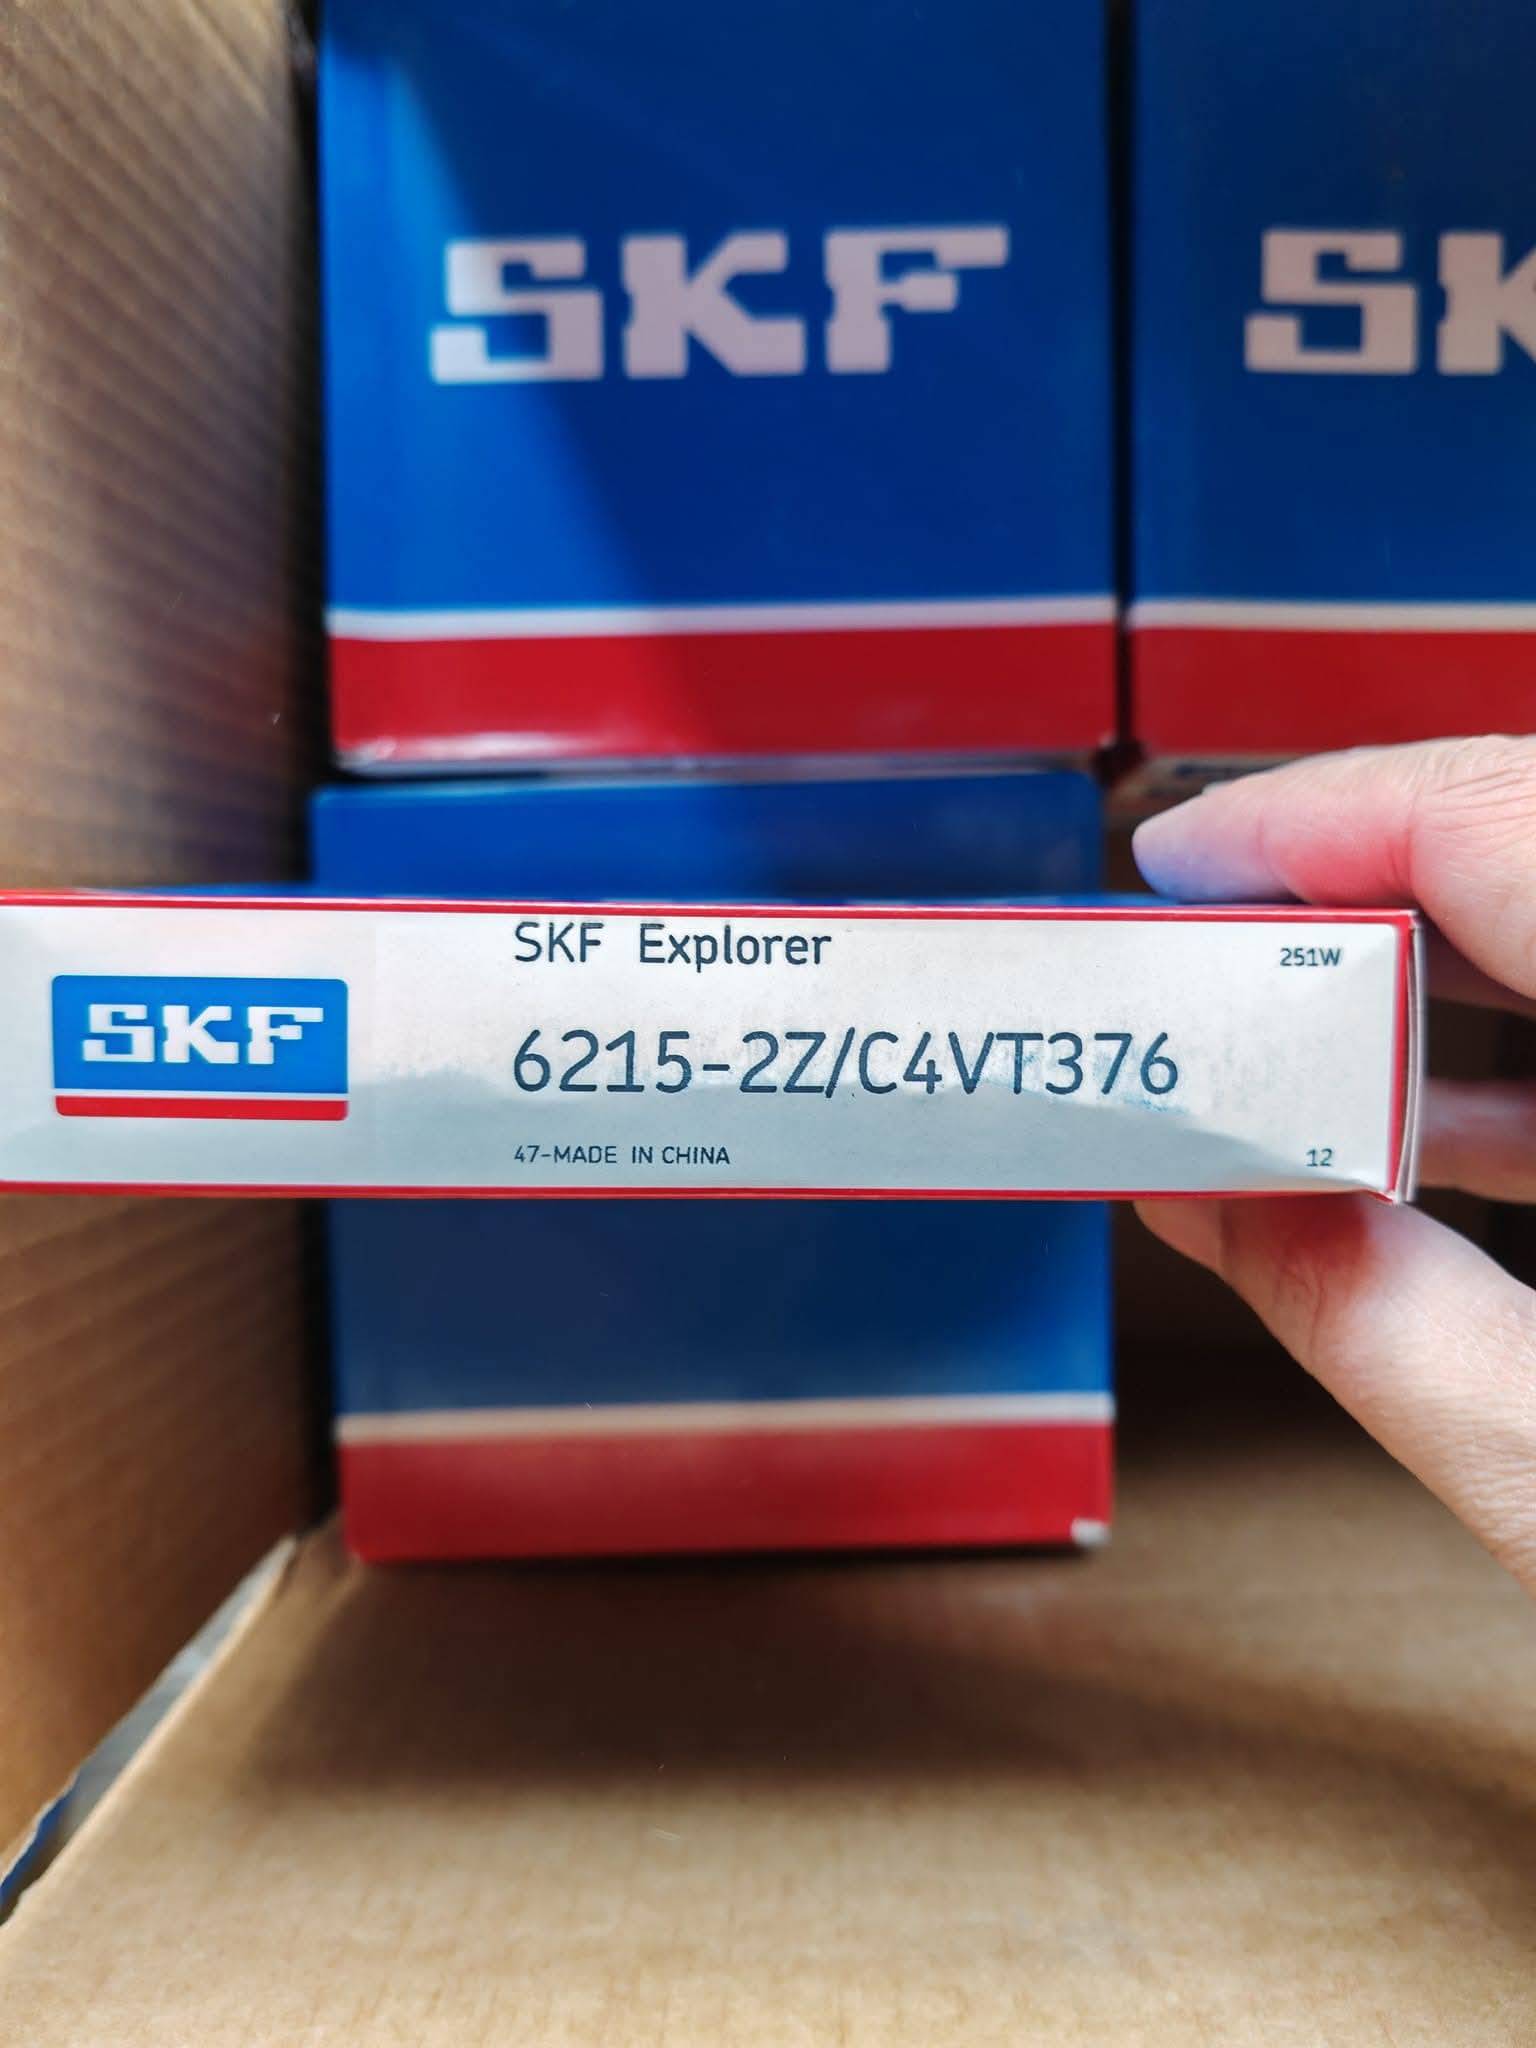 SKF
SK
SKF Explorer
251W
SKF
6215-2Z/C4VT376
47-MADE IN CHINA
12